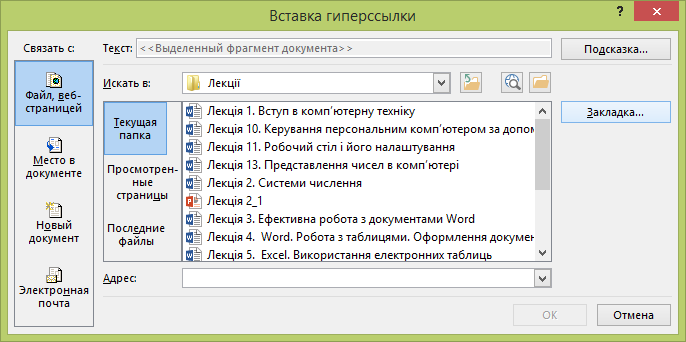 Вставка гиперссылки
? ×
Связать с:
Текст: <<Выделенный фрагмент документа>>
Подсказка...
Файл, веб-
страницей
Место в
документе
Новый
документ
Электронная
почта
Искать в:
Лекції
Текущая
папка
Просмотрен-
ные
страницы
Последние
файлы
Лекція 1. Вступ в комп'ютерну техніку
Лекція 10. Керування персональним комп'ютером за допом
Лекція 11. Робочий стіл і його налаштування
Лекція 13. Представлення чисел в комп'ютері
Лекція 2. Системи числення
Лекція 2_1
Лекція 3. Ефективна робота з документами Word
Лекція 4.  Word. Робота з таблицями. Оформлення докумен
Лекція 5.  Excel. Використання електронних таблиць
Закладка...
Адрес:
ОК
Отмена